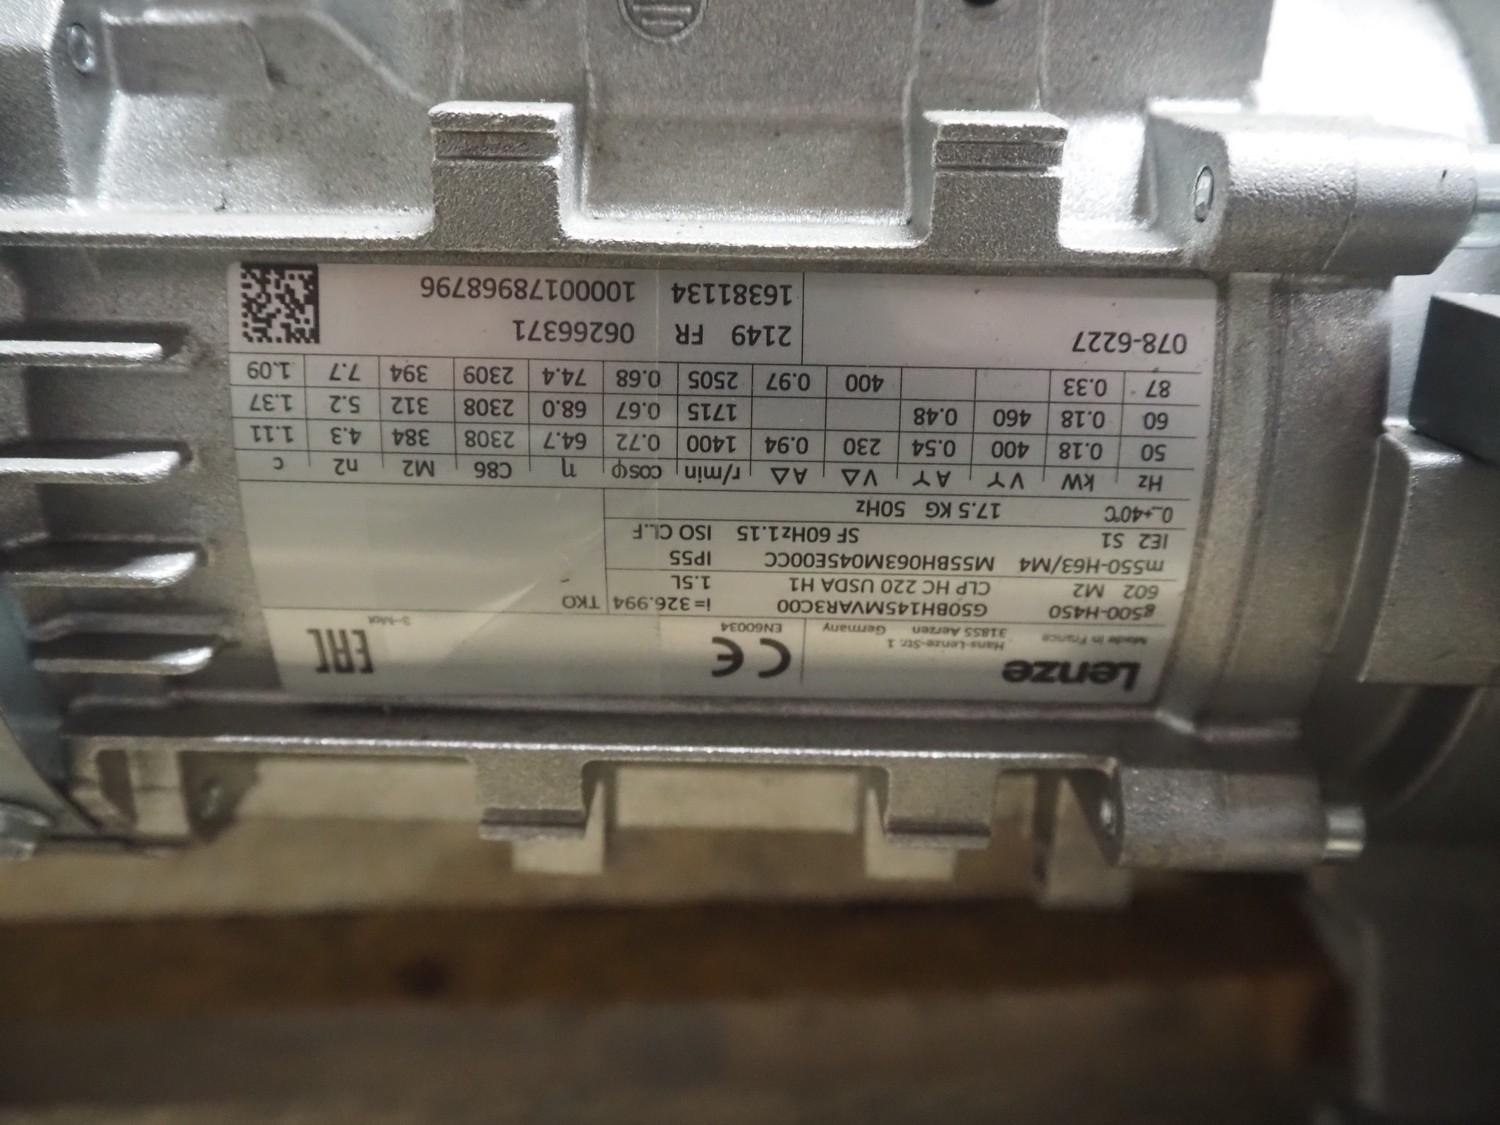 Lenze
Made in France
Hans-Lenze-Str. 1
31855 Aerzen Germany
CE
EN60034
EAC
3~Mot
g500-H450 G50BH145MVAR3C00 i=326.994 TKO
602 M2 CLP HC 220 USDA H1 1.5L
m550-H63/M4 M55BH063M045E00CC IP55
IE2 S1 SF 60Hz1.15 ISO CL.F
0..+40°C 17.5 KG 50Hz
Hz kW VY AY VΔ AΔ r/min cosφ η C86 M2 n2 c
50 0.18 400 0.54 230 0.94 1400 0.72 64.7 2308 384 4.3 1.11
60 0.18 460 0.48 1715 0.67 68.0 2308 312 5.2 1.37
87 0.33 400 0.97 2505 0.68 74.4 2309 394 7.7 1.09
078-6227 2149 FR 06266371
16381134 1000017896879​6